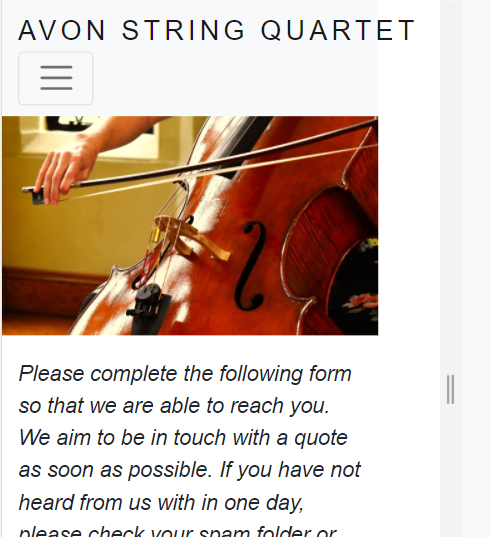 AVON STRING QUARTET
Please complete the following form
so that we are able to reach you.
We aim to be in touch with a quote
as soon as possible. If you have not
heard from us with in one day,
please check your spam folder or